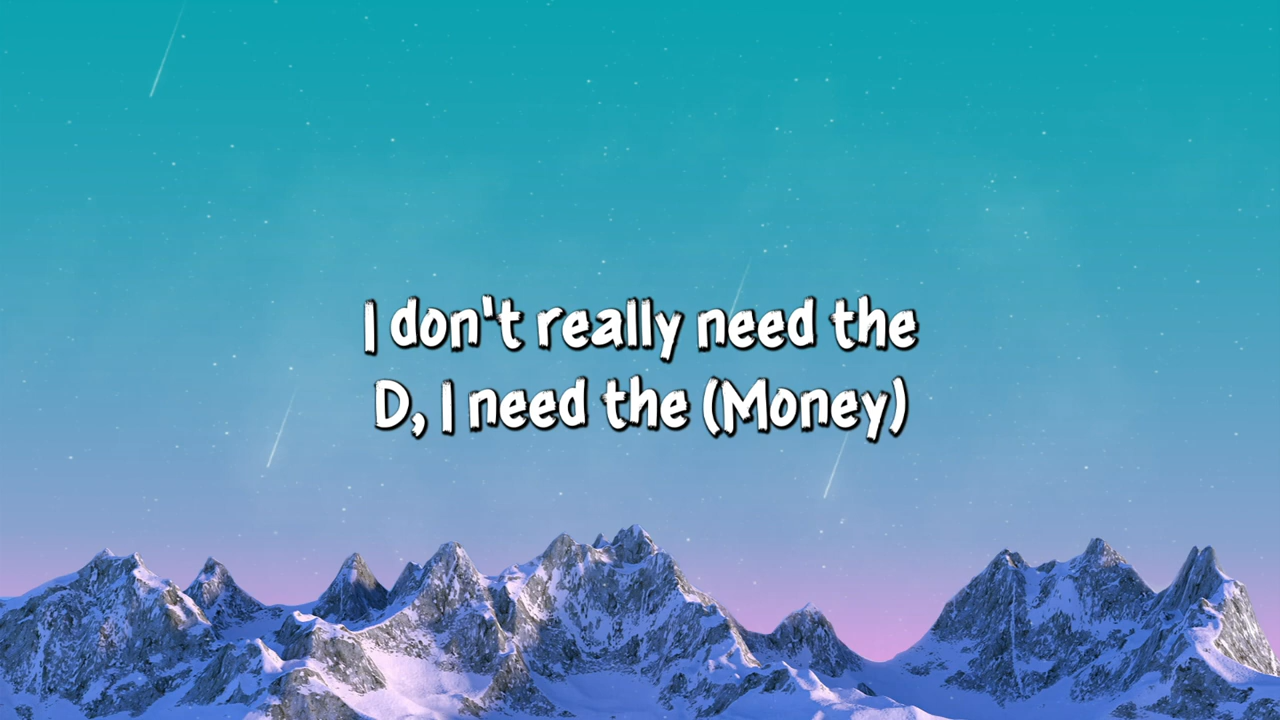 I don't really need the
D, I need the (Money)